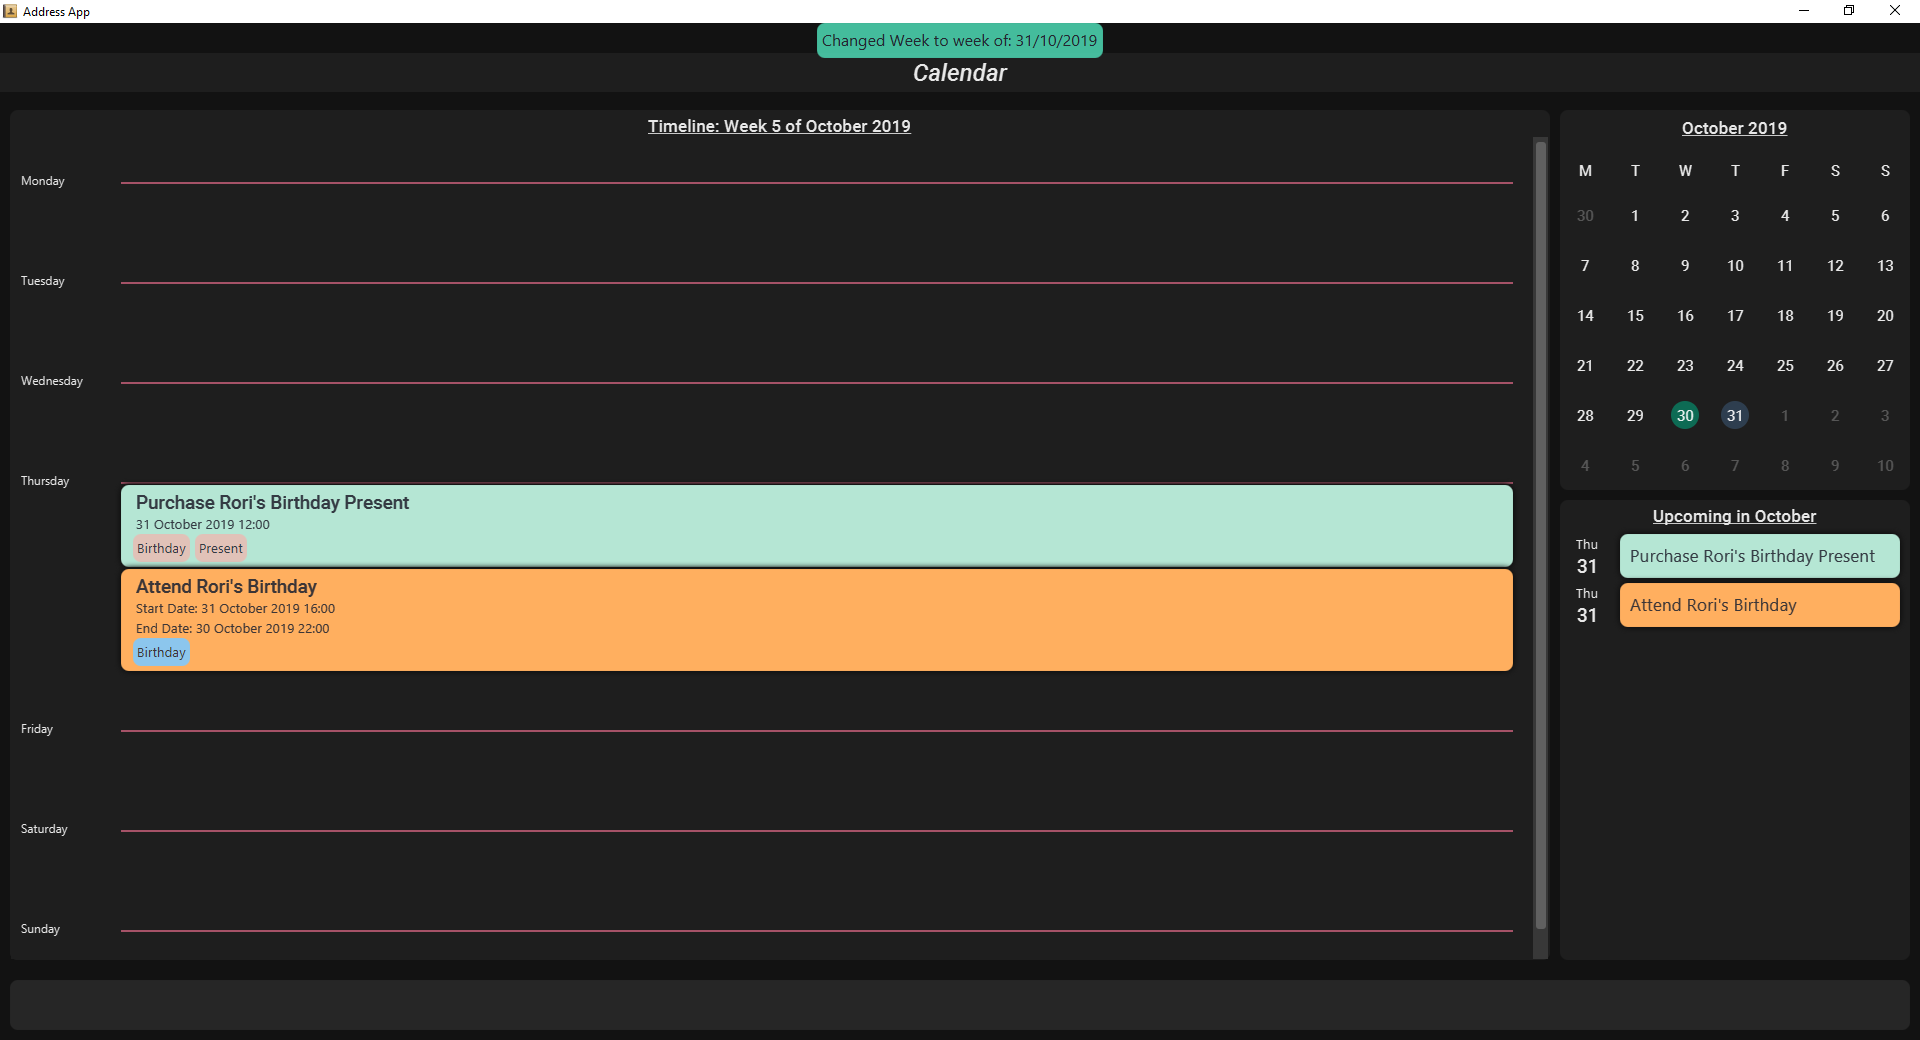 Address App
Changed Week to week of: 31/10/2019
Calendar
Timeline: Week 5 of October 2019
Monday
Tuesday
Wednesday
Thursday
Purchase Rori's Birthday Present
31 October 2019 12:00
Birthday Present
Attend Rori's Birthday
Start Date: 31 October 2019 16:00
End Date: 30 October 2019 22:00
Birthday
Friday
Saturday
Sunday
October 2019
M T W T F S S
30 1 2 3 4 5 6
7 8 9 10 11 12 13
14 15 16 17 18 19 20
21 22 23 24 25 26 27
28 29 30 31 1 2 3
4 5 6 7 8 9 10
Upcoming in October
Thu
31
Purchase Rori's Birthday Present
Thu
31
Attend Rori's Birthday